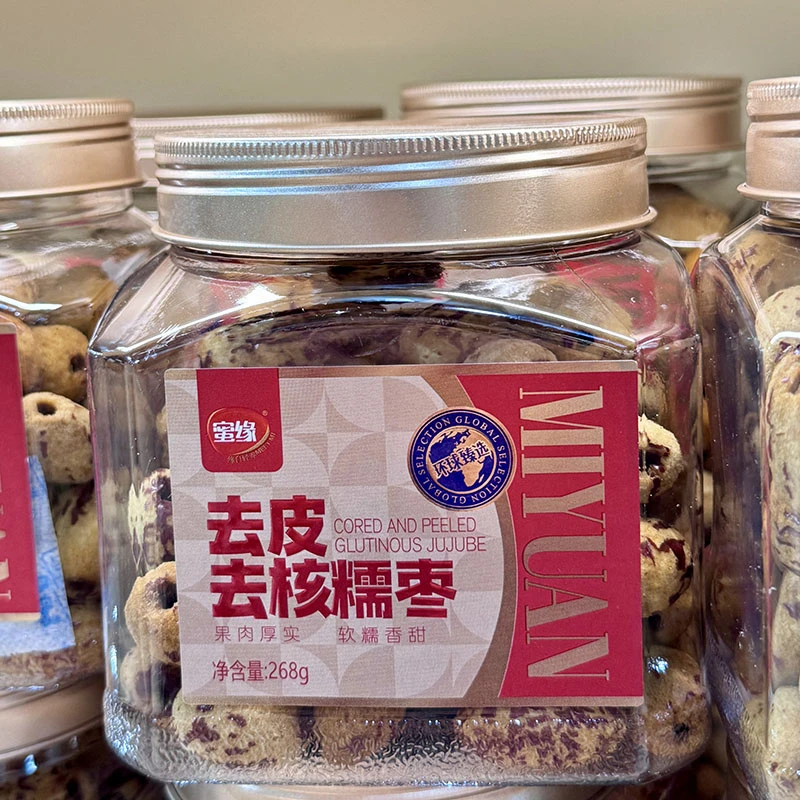 蜜缘
GLOBAL SELECTION GLOBAL SELECTION
环球臻选
去皮
CORED AND PEELED
GLUTINOUS JUJUBE
去核糯枣
果肉厚实 软糯香甜
净含量:268g
MIYUAN